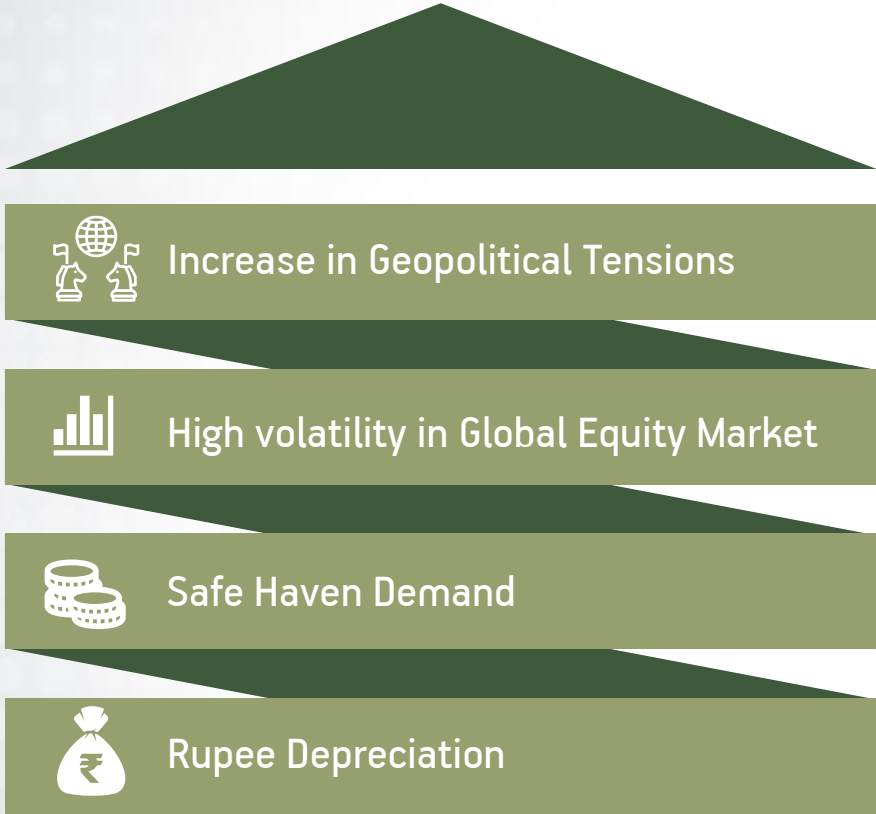 Increase in Geopolitical Tensions
High volatility in Global Equity Market
Safe Haven Demand
₹
Rupee Depreciation